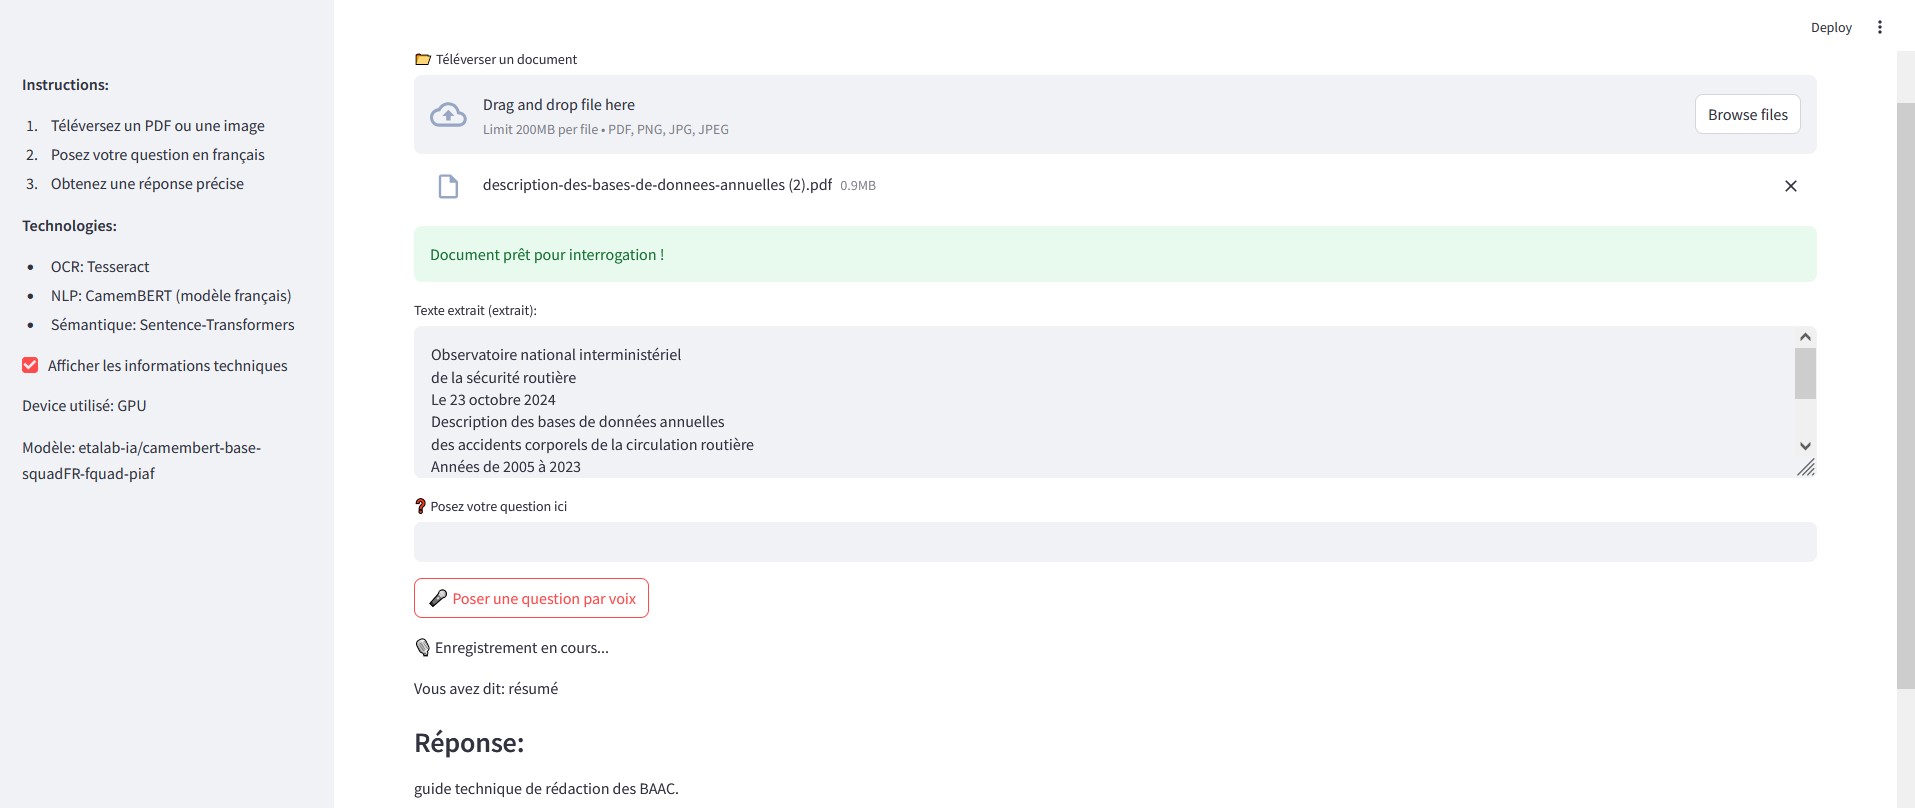 Deploy
Instructions:
1. Téléversez un PDF ou une image
2. Posez votre question en français
3. Obtenez une réponse précise
Technologies:
• OCR: Tesseract
• NLP: CamemBERT (modèle français)
• Sémantique: Sentence-Transformers
Afficher les informations techniques
Device utilisé: GPU
Modèle: etalab-ia/camembert-base-
squadFR-fquad-piaf
📂 Téléverser un document
Drag and drop file here
Limit 200MB per file • PDF, PNG, JPG, JPEG
Browse files
description-des-bases-de-donnees-annuelles (2).pdf 0.9MB
Document prêt pour interrogation !
Texte extrait (extrait):
Observatoire national interministériel
de la sécurité routière
Le 23 octobre 2024
Description des bases de données annuelles
des accidents corporels de la circulation routière
Années de 2005 à 2023
❓ Posez votre question ici
🎤 Poser une question par voix
🎙 Enregistrement en cours...
Vous avez dit: résumé
Réponse:
guide technique de rédaction des BAAC.